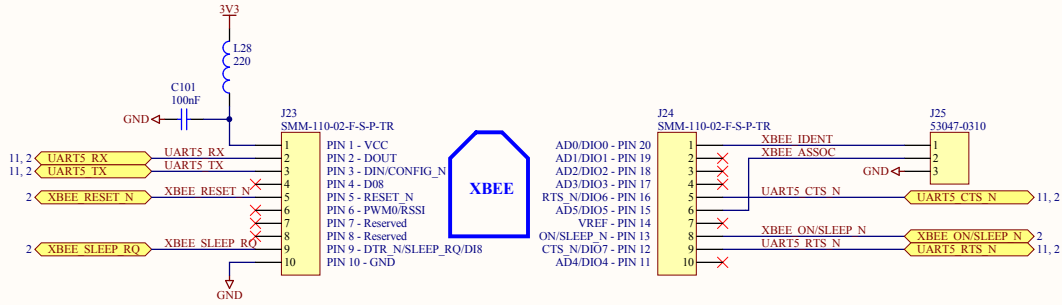 3V3
L28
220
C101
100nF
GND
J23
SMM-110-02-F-S-P-TR
1 PIN 1 - VCC
11, 2 UART5_RX UART5_RX 2 PIN 2 - DOUT
11, 2 UART5_TX UART5_TX 3 PIN 3 - DIN/CONFIG_N
4 PIN 4 - D08
2 XBEE_RESET_N XBEE_RESET_N 5 PIN 5 - RESET_N
6 PIN 6 - PWM0/RSSI
7 PIN 7 - Reserved
8 PIN 8 - Reserved
2 XBEE_SLEEP_RQ XBEE_SLEEP_RQ 9 PIN 9 - DTR_N/SLEEP_RQ/DI8
10 PIN 10 - GND
GND
XBEE
J24
SMM-110-02-F-S-P-TR
AD0/DIO0 - PIN 20 1 XBEE_IDENT
AD1/DIO1 - PIN 19 2 XBEE_ASSOC
AD2/DIO2 - PIN 18 3
AD3/DIO3 - PIN 17 4
RTS_N/DIO6 - PIN 16 5 UART5_CTS_N UART5_CTS_N 11, 2
AD5/DIO5 - PIN 15 6
VREF - PIN 14 7
ON/SLEEP_N - PIN 13 8 XBEE_ON/SLEEP_N XBEE_ON/SLEEP_N 2
CTS_N/DIO7 - PIN 12 9 UART5_RTS_N UART5_RTS_N 11, 2
AD4/DIO4 - PIN 11 10
J25
53047-0310
1
2
GND 3